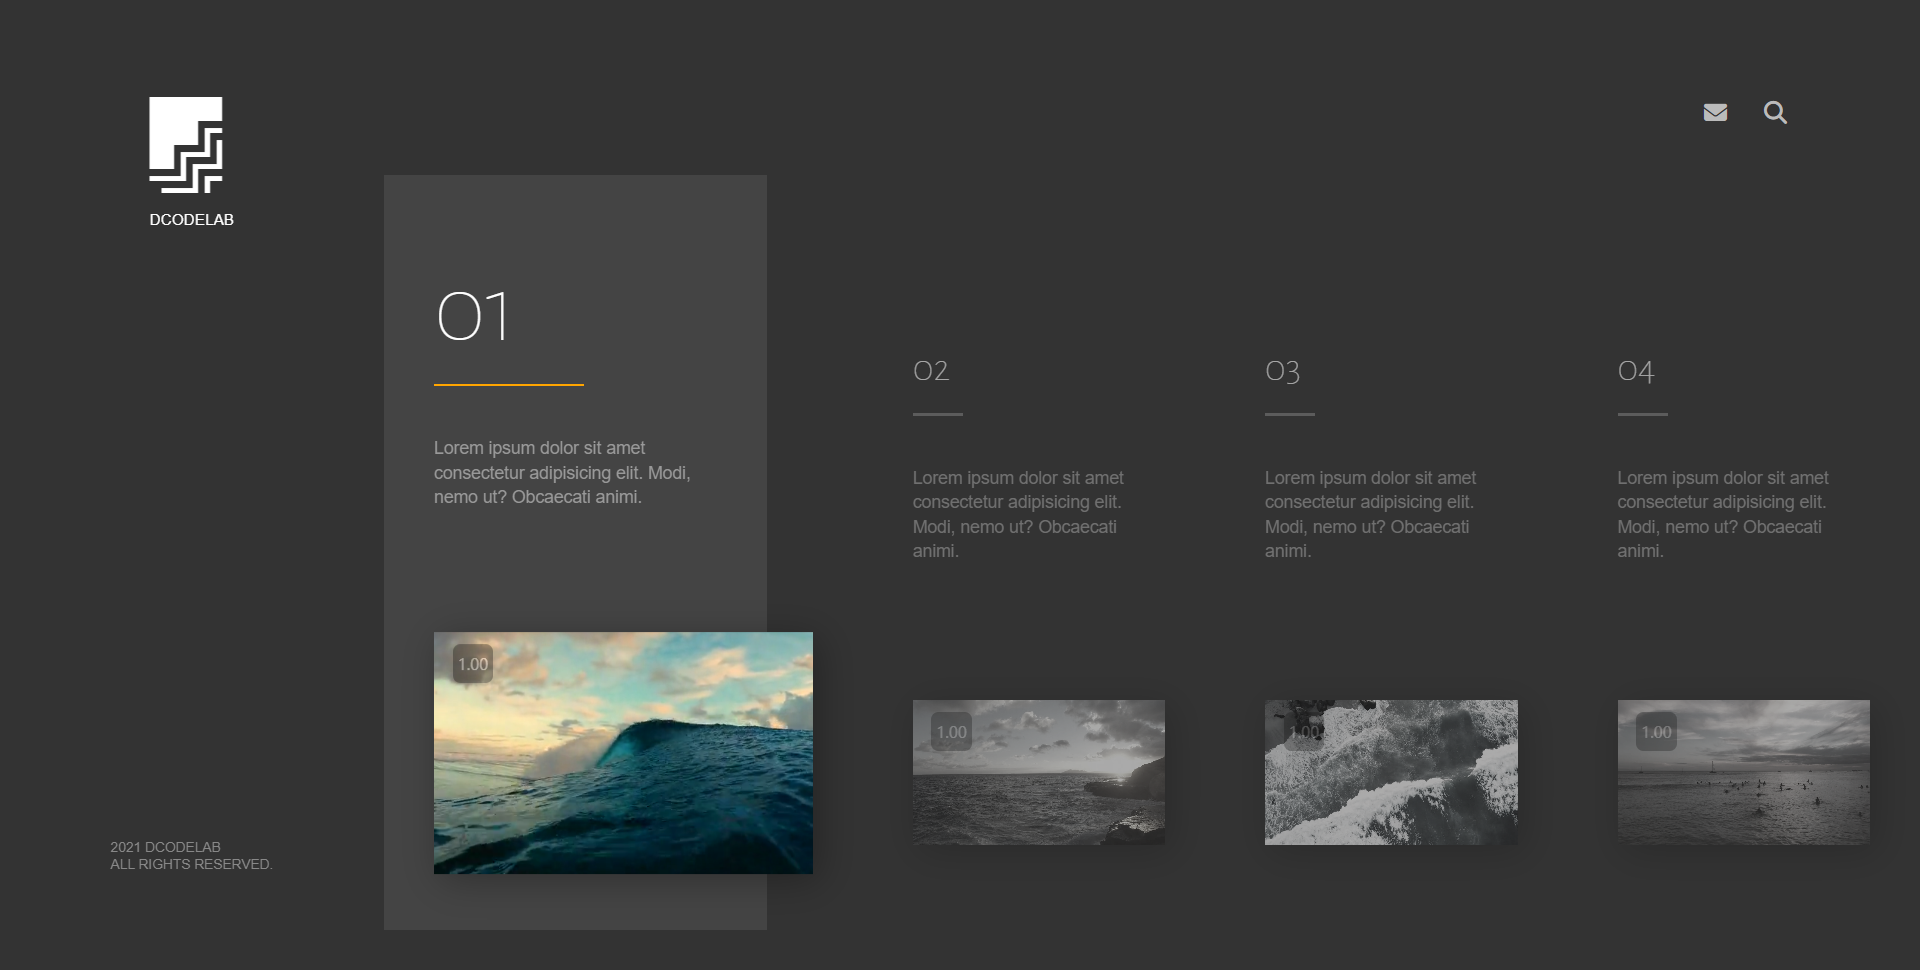 DCODELAB
01
Lorem ipsum dolor sit amet
consectetur adipisicing elit. Modi,
nemo ut? Obcaecati animi.
1.00
02
Lorem ipsum dolor sit amet
consectetur adipisicing elit.
Modi, nemo ut? Obcaecati
animi.
1.00
03
Lorem ipsum dolor sit amet
consectetur adipisicing elit.
Modi, nemo ut? Obcaecati
animi.
1.00
04
Lorem ipsum dolor sit amet
consectetur adipisicing elit.
Modi, nemo ut? Obcaecati
animi.
1.00
2021 DCODELAB
ALL RIGHTS RESERVED.